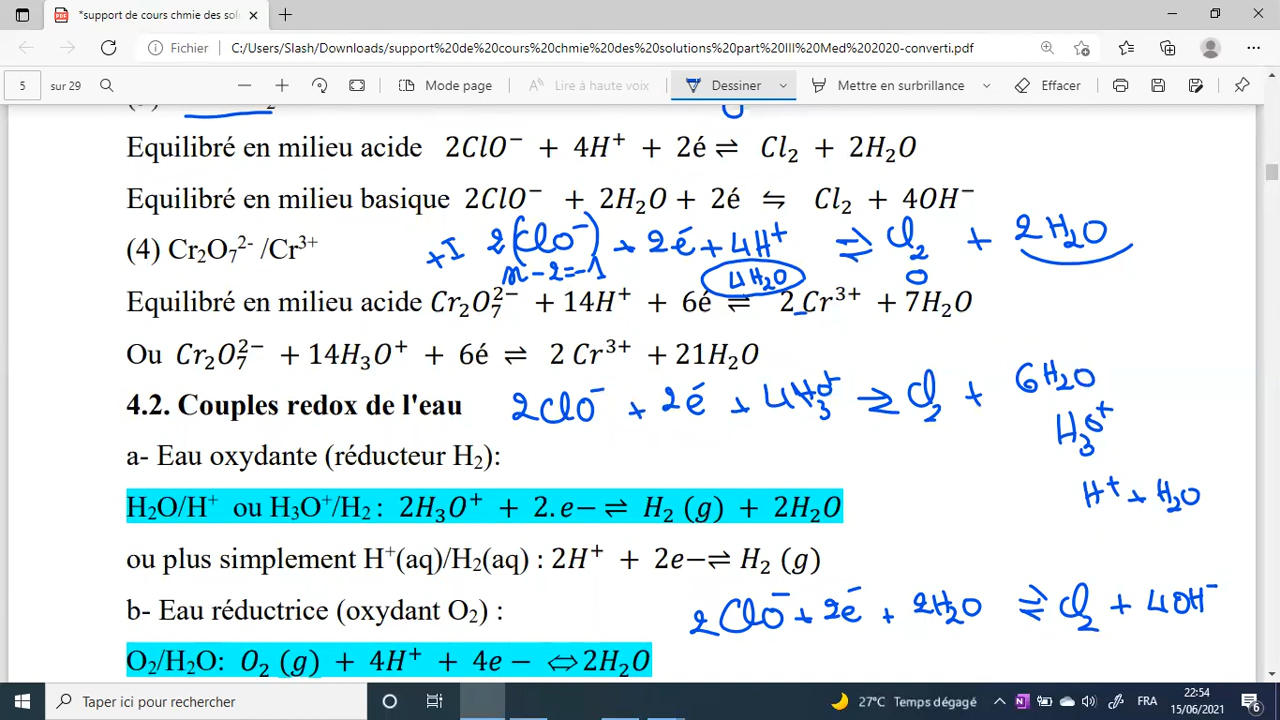 *support de cours chmie des sol
Fichier C:/Users/Slash/Downloads/support%20de%20cours%20chmie%20des%20solutions%20part%20III%20Med%202020-converti.pdf
5 sur 29 Mode page Lire à haute voix Dessiner Mettre en surbrillance Effacer
Equilibré en milieu acide 2ClO⁻ + 4H⁺ + 2é ⇌ Cl₂ + 2H₂O
Equilibré en milieu basique 2ClO⁻ + 2H₂O + 2é ⇋ Cl₂ + 4OH⁻
+I 2(ClO⁻) + 2é + 4H⁺ ⇌ Cl₂ + 2H₂O
(4) Cr₂O₇²⁻ /Cr³⁺
n-2=-1 4H₂O 0
Equilibré en milieu acide Cr₂O₇²⁻ + 14H⁺ + 6é ⇌ 2 Cr³⁺ + 7H₂O
Ou Cr₂O₇²⁻ + 14H₃O⁺ + 6é ⇌ 2 Cr³⁺ + 21H₂O
4.2. Couples redox de l'eau
2ClO⁻ + 2é + 4H₃O⁺ ⇌ Cl₂ + 6H₂O
H₃O⁺
a- Eau oxydante (réducteur H₂):
H⁺ + H₂O
H₂O/H⁺ ou H₃O⁺/H₂ : 2H₃O⁺ + 2.e− ⇌ H₂ (g) + 2H₂O
ou plus simplement H⁺(aq)/H₂(aq) : 2H⁺ + 2e−⇌ H₂ (g)
b- Eau réductrice (oxydant O₂) :
2ClO⁻ + 2é + 2H₂O ⇌ Cl₂ + 4OH⁻
O₂/H₂O: O₂ (g) + 4H⁺ + 4e − ⇔2H₂O
Taper ici pour rechercher
27°C Temps dégagé
FRA
22:54
15/06/2021
6